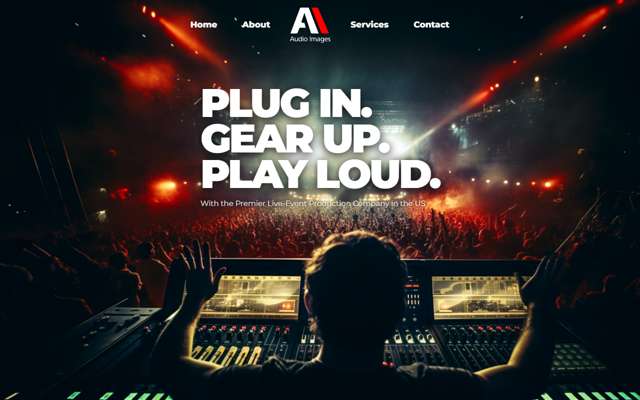 Home
About
Audio Images
Services
Contact
PLUG IN.
GEAR UP.
PLAY LOUD.
With the Premier Live-Event Production Company in the US